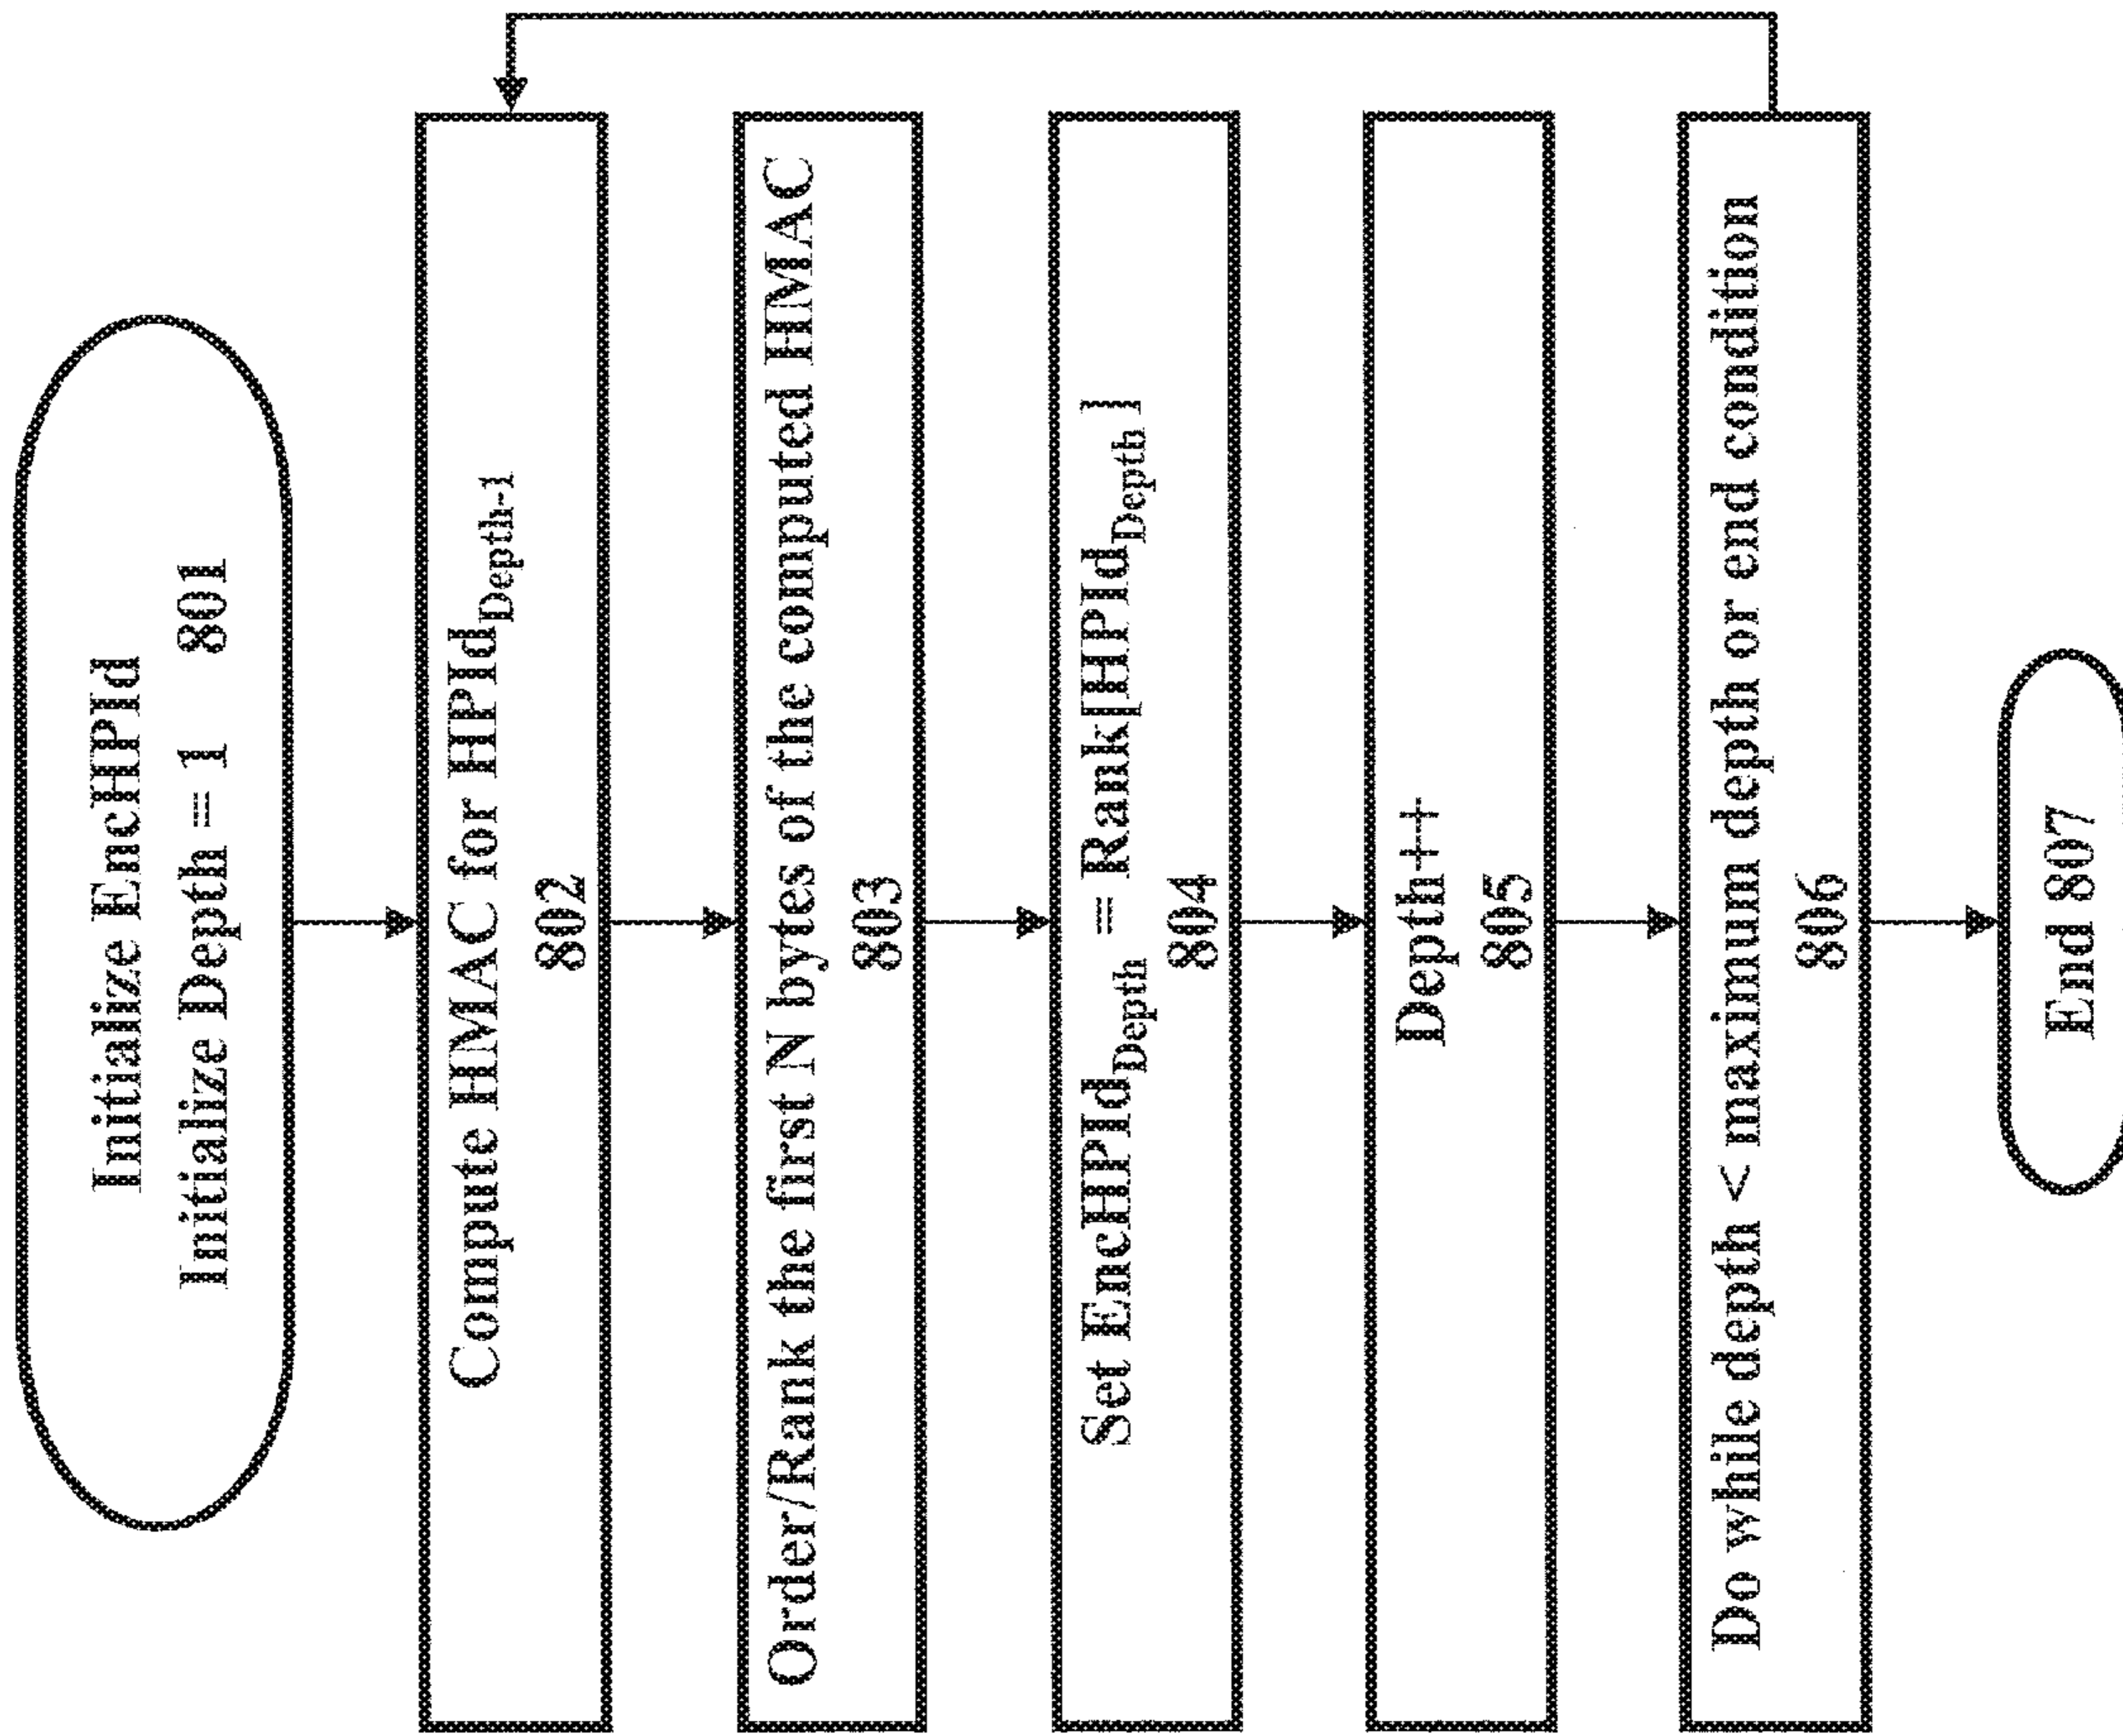 Initialize EncHPId
Initialize Depth = 1 801
Compute HMAC for HPId_Depth-1
802
Order/Rank the first N bytes of the computed HMAC
803
Set EncHPId_Depth = Rank[HPId_Depth]
804
Depth++
805
Do while depth < maximum depth or end condition
806
End 807